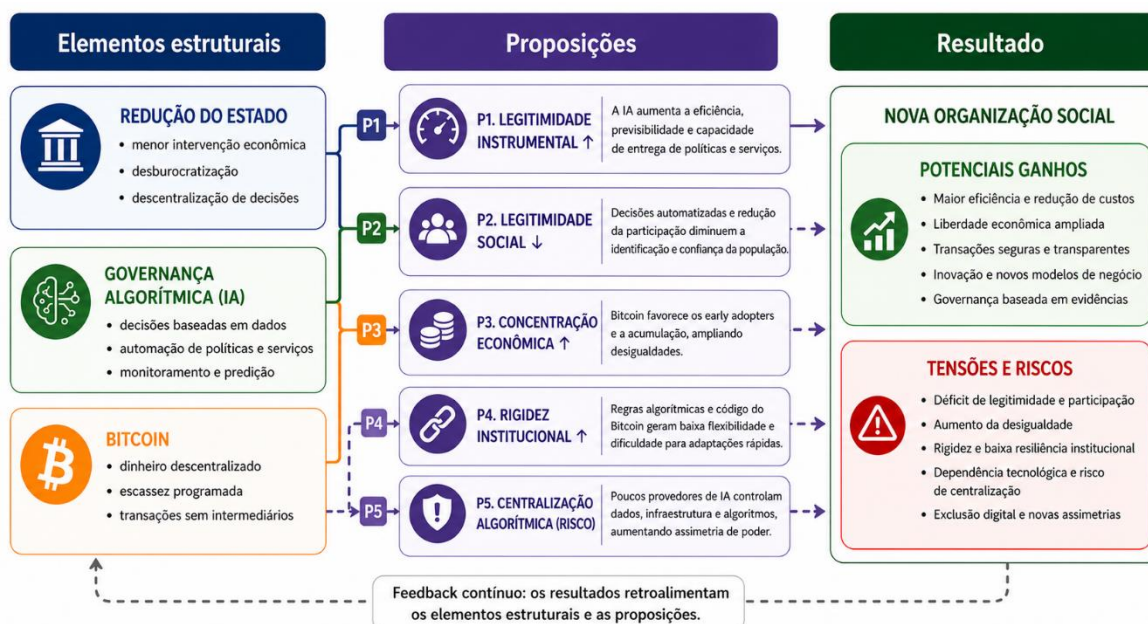 Elementos estruturais
Proposições
Resultado
REDUÇÃO DO ESTADO
• menor intervenção econômica
• desburocratização
• descentralização de decisões
GOVERNANÇA
ALGORÍTMICA (IA)
• decisões baseadas em dados
• automação de políticas e serviços
• monitoramento e predição
BITCOIN
• dinheiro descentralizado
• escassez programada
• transações sem intermediários
P1
P1. LEGITIMIDADE
INSTRUMENTAL ↑
A IA aumenta a eficiência,
previsibilidade e capacidade
de entrega de políticas e serviços.
P2
P2. LEGITIMIDADE
SOCIAL ↓
Decisões automatizadas e redução
da participação diminuem a
identificação e confiança da população.
P3
P3. CONCENTRAÇÃO
ECONÔMICA ↑
Bitcoin favorece os early adopters
e a acumulação, ampliando
desigualdades.
P4
P4. RIGIDEZ
INSTITUCIONAL ↑
Regras algorítmicas e código do
Bitcoin geram baixa flexibilidade e
dificuldade para adaptações rápidas.
P5
P5. CENTRALIZAÇÃO
ALGORÍTMICA (RISCO)
Poucos provedores de IA controlam
dados, infraestrutura e algoritmos,
aumentando assimetria de poder.
NOVA ORGANIZAÇÃO SOCIAL
POTENCIAIS GANHOS
• Maior eficiência e redução de custos
• Liberdade econômica ampliada
• Transações seguras e transparentes
• Inovação e novos modelos de negócio
• Governança baseada em evidências
TENSÕES E RISCOS
• Déficit de legitimidade e participação
• Aumento da desigualdade
• Rigidez e baixa resiliência institucional
• Dependência tecnológica e risco
de centralização
• Exclusão digital e novas assimetrias
Feedback contínuo: os resultados retroalimentam
os elementos estruturais e as proposições.